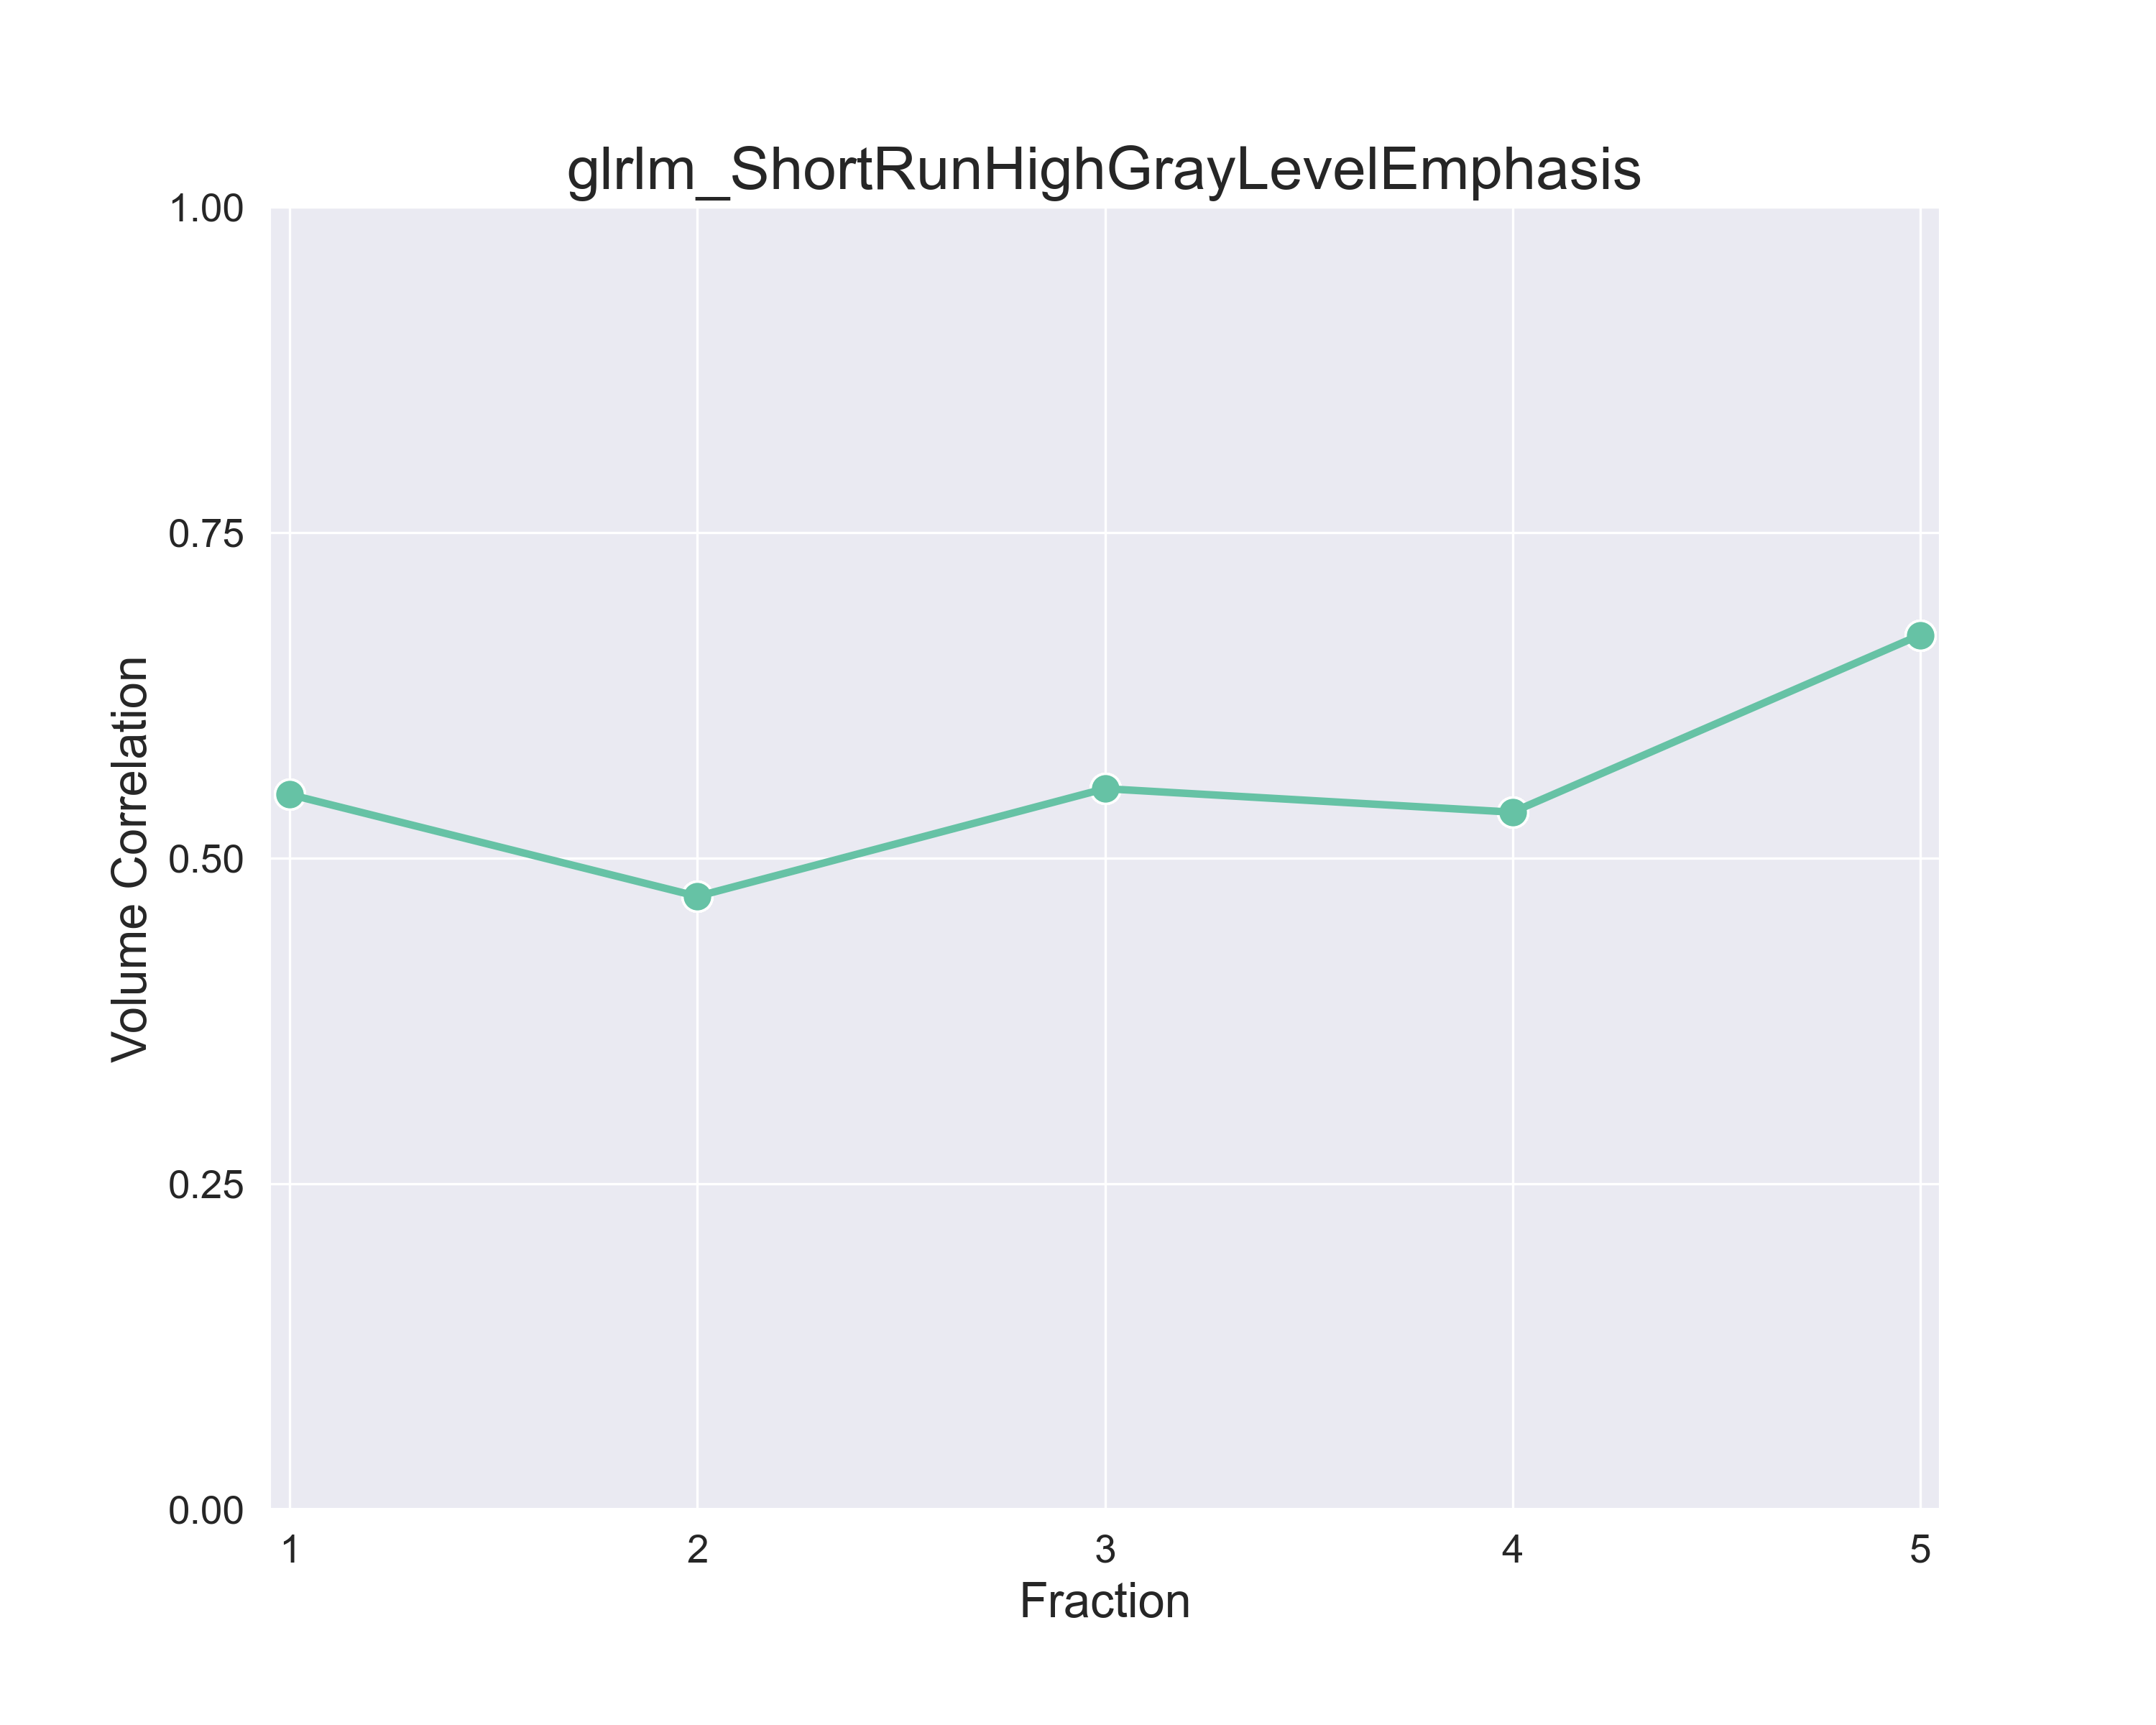 glrlm_ShortRunHighGrayLevelEmphasis
1.00
0.75
0.50
0.25
0.00
Volume Correlation
1 2 3 4 5
Fraction